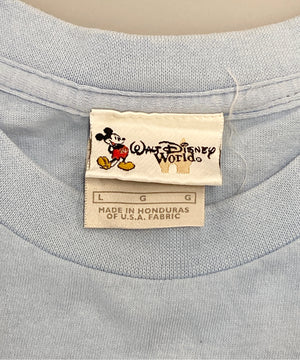 Walt Disney
World®
L G G
MADE IN HONDURAS
OF U.S.A. FABRIC